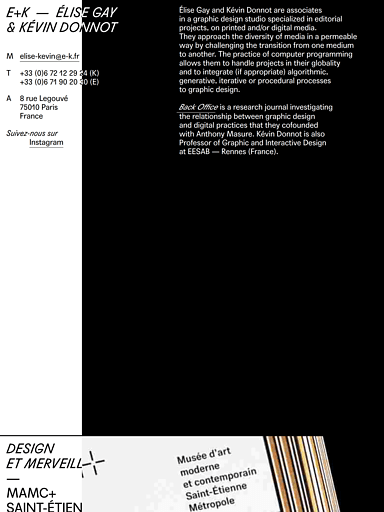 E+K — ÉLISE GAY
& KÉVIN DONNOT
M elise-kevin@e-k.fr
T +33 (0)6 72 12 29 24 (K)
+33 (0)6 71 90 20 30 (E)
A 8 rue Legouvé
75010 Paris
France
Suivez-nous sur
Instagram
Élise Gay and Kévin Donnot are associates
in a graphic design studio specialized in editorial
projects, on printed and/or digital media.
They approach the diversity of media in a permeable
way by challenging the transition from one medium
to another. The practice of computer programming
allows them to handle projects in their globality
and to integrate (if appropriate) algorithmic,
generative, iterative or procedural processes
to graphic design.
Back Office is a research journal investigating
the relationship between graphic design
and digital practices that they cofounded
with Anthony Masure. Kévin Donnot is also
Professor of Graphic and Interactive Design
at EESAB — Rennes (France).
DESIGN
ET MERVEILL
—
MAMC+
SAINT-ÉTIEN
Musée d'art
moderne
et contemporain
Saint-Étienne
Métropole